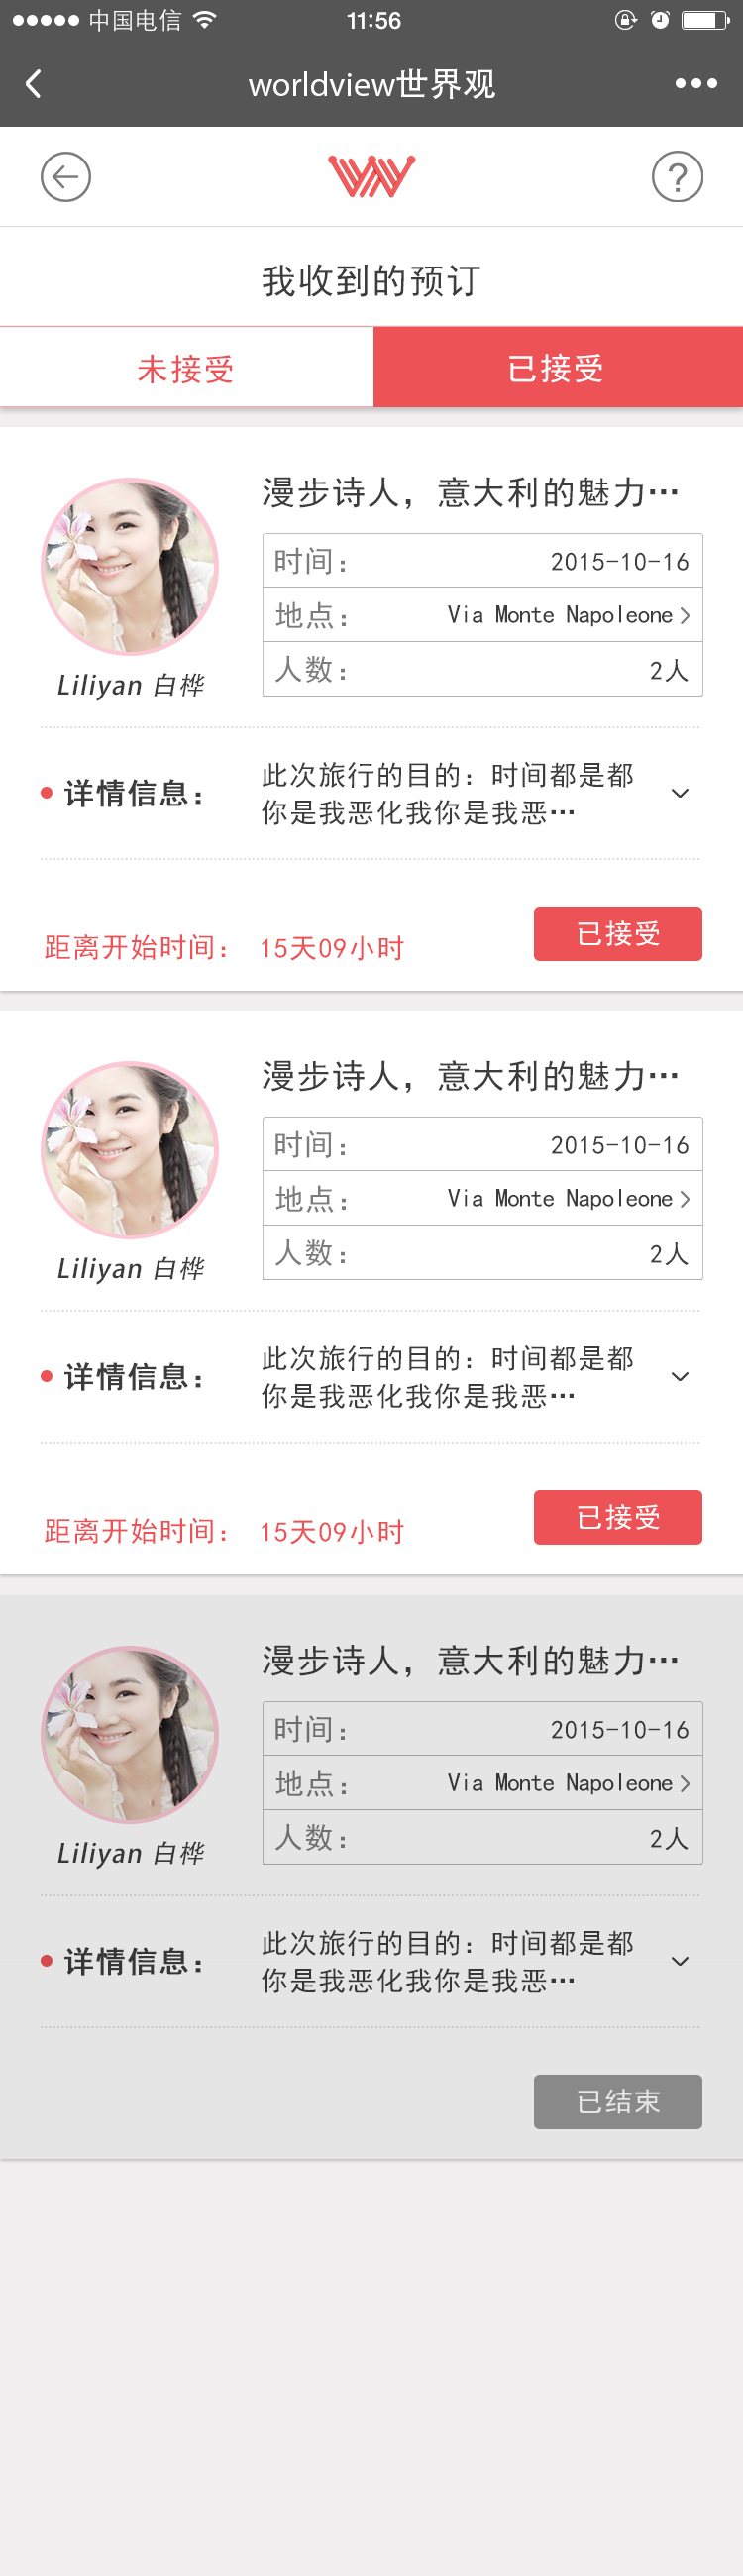 中国电信 11:56
worldview世界观
我收到的预订
未接受 已接受
漫步诗人，意大利的魅力…
时间： 2015-10-16
地点： Via Monte Napoleone
人数： 2人
Liliyan 白桦
详情信息：
此次旅行的目的：时间都是都
你是我恶化我你是我恶…
距离开始时间： 15天09小时 已接受
漫步诗人，意大利的魅力…
时间： 2015-10-16
地点： Via Monte Napoleone
人数： 2人
Liliyan 白桦
详情信息：
此次旅行的目的：时间都是都
你是我恶化我你是我恶…
距离开始时间： 15天09小时 已接受
漫步诗人，意大利的魅力…
时间： 2015-10-16
地点： Via Monte Napoleone
人数： 2人
Liliyan 白桦
详情信息：
此次旅行的目的：时间都是都
你是我恶化我你是我恶…
已结束